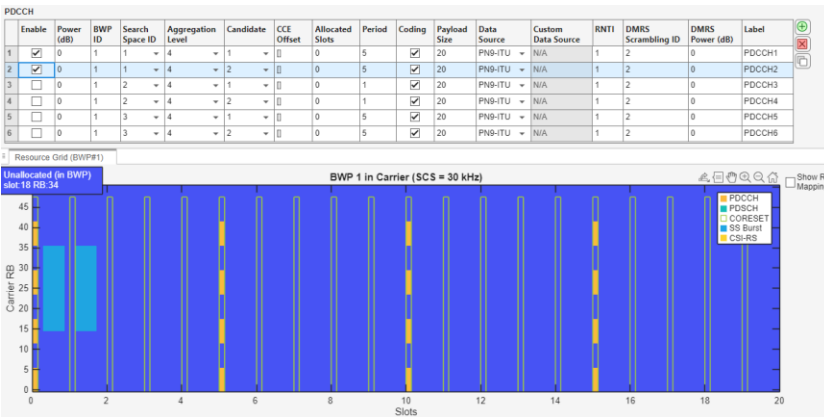 PDCCH
Enable Power (dB) BWP ID Search Space ID Aggregation Level Candidate CCE Offset Allocated Slots Period Coding Payload Size Data Source Custom Data Source RNTI DMRS Scrambling ID DMRS Power (dB) Label
1 0 1 1 4 1 [] 0 5 20 PN9-ITU N/A 1 2 0 PDCCH1
2 0 1 1 4 2 [] 0 5 20 PN9-ITU N/A 1 2 0 PDCCH2
3 0 1 2 4 1 [] 0 1 20 PN9-ITU N/A 1 2 0 PDCCH3
4 0 1 2 4 2 [] 0 1 20 PN9-ITU N/A 1 2 0 PDCCH4
5 0 1 3 4 1 [] 0 5 20 PN9-ITU N/A 1 2 0 PDCCH5
6 0 1 3 4 2 [] 0 5 20 PN9-ITU N/A 1 2 0 PDCCH6
Resource Grid (BWP#1)
Unallocated (in BWP)
slot:18 RB:34
BWP 1 in Carrier (SCS = 30 kHz)
Show R
Mappin
PDCCH
PDSCH
CORESET
SS Burst
CSI-RS
Carrier RB
45
40
35
30
25
20
15
10
5
0
0 2 4 6 8 10 12 14 16 18 20
Slots